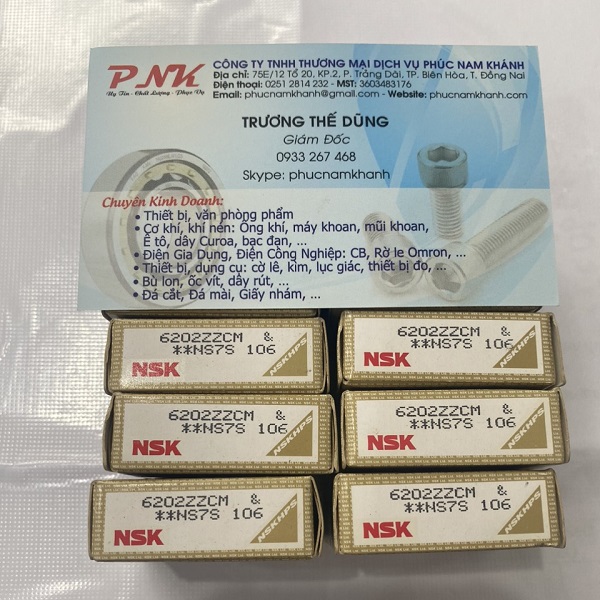 PNK
Uy Tín - Chất Lượng - Phục Vụ
CÔNG TY TNHH THƯƠNG MẠI DỊCH VỤ PHÚC NAM KHÁNH
Địa chỉ: 75E/12 Tổ 20, KP.2, P. Trảng Dài, TP. Biên Hòa, T. Đồng Nai
Điện thoại: 0251 2814 232 - MST: 3603483176
Email: phucnamkhanh@gmail.com - Website: phucnamkhanh.com
TRƯƠNG THẾ DŨNG
Giám Đốc
0933 267 468
Skype: phucnamkhanh
Chuyên Kinh Doanh:
• Thiết bị, văn phòng phẩm
• Cơ khí, khí nén: Ống khí, máy khoan, mũi khoan,
Ê tô, dây Curoa, bạc đạn, ...
• Điện Gia Dụng, Điện Công Nghiệp: CB, Rờ le Omron, ...
• Thiết bị, dụng cụ: cờ lê, kìm, lục giác, thiết bị đo, ...
• Bù lon, ốc vít, dây rút, ...
• Đá cắt, Đá mài, Giấy nhám, ...
6202ZZCM &
**NS7S 106
NSK
NSKHPS
6202ZZCM &
**NS7S 106
NSK
NSKHPS
6202ZZCM &
**NS7S 106
NSK
NSKHPS
6202ZZCM &
**NS7S 106
NSK
NSKHPS
6202ZZCM &
**NS7S 106
NSK
NSKHPS
6202ZZCM &
**NS7S 106
NSK
NSKHPS